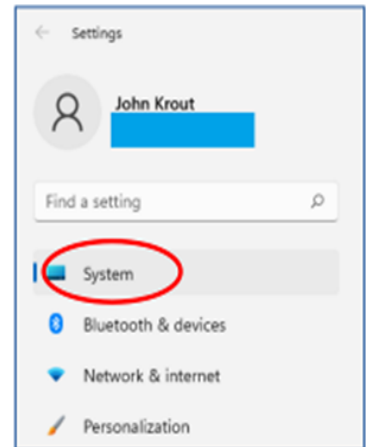 Settings
John Krout
Find a setting
System
Bluetooth & devices
Network & internet
Personalization